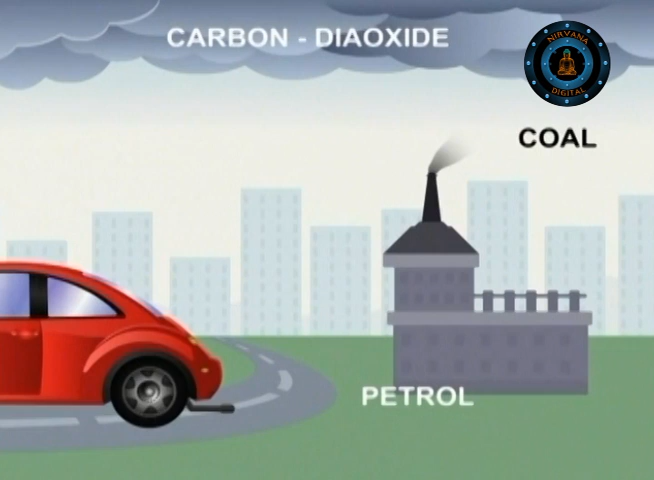 CARBON - DIAOXIDE
NIRVANA
DIGITAL
COAL
PETROL